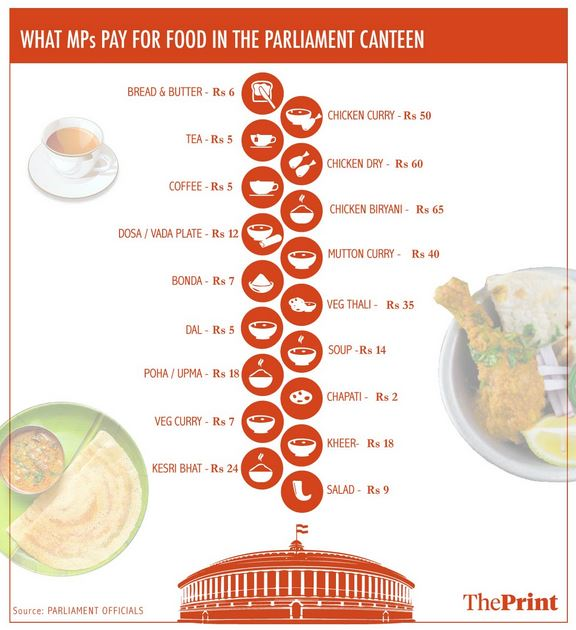 WHAT MPs PAY FOR FOOD IN THE PARLIAMENT CANTEEN
BREAD & BUTTER - Rs 6
CHICKEN CURRY - Rs 50
TEA - Rs 5
CHICKEN DRY - Rs 60
COFFEE - Rs 5
CHICKEN BIRYANI - Rs 65
DOSA / VADA PLATE - Rs 12
MUTTON CURRY - Rs 40
BONDA - Rs 7
VEG THALI - Rs 35
DAL - Rs 5
SOUP -Rs 14
POHA / UPMA - Rs 18
CHAPATI - Rs 2
VEG CURRY - Rs 7
KHEER- Rs 18
KESRI BHAT - Rs 24
SALAD - Rs 9
Source: PARLIAMENT OFFICIALS
ThePrint